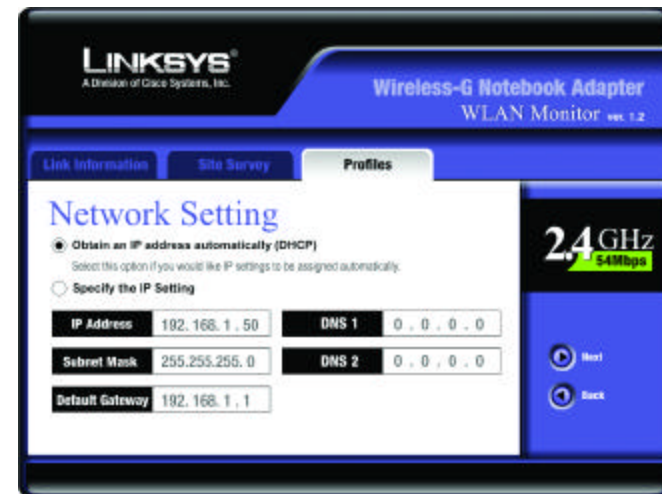 LINKSYS®
A Division of Cisco Systems, Inc.
Wireless-G Notebook Adapter
WLAN Monitor ver. 1.2
Link Information
Site Survey
Profiles
Network Setting
Obtain an IP address automatically (DHCP)
Select this option if you would like IP settings to be assigned automatically.
Specify the IP Setting
IP Address 192. 168. 1 . 50
DNS 1 0 . 0 . 0 . 0
Subnet Mask 255.255.255. 0
DNS 2 0 . 0 . 0 . 0
Default Gateway 192. 168. 1 . 1
2.4 GHz
54Mbps
Next
Back